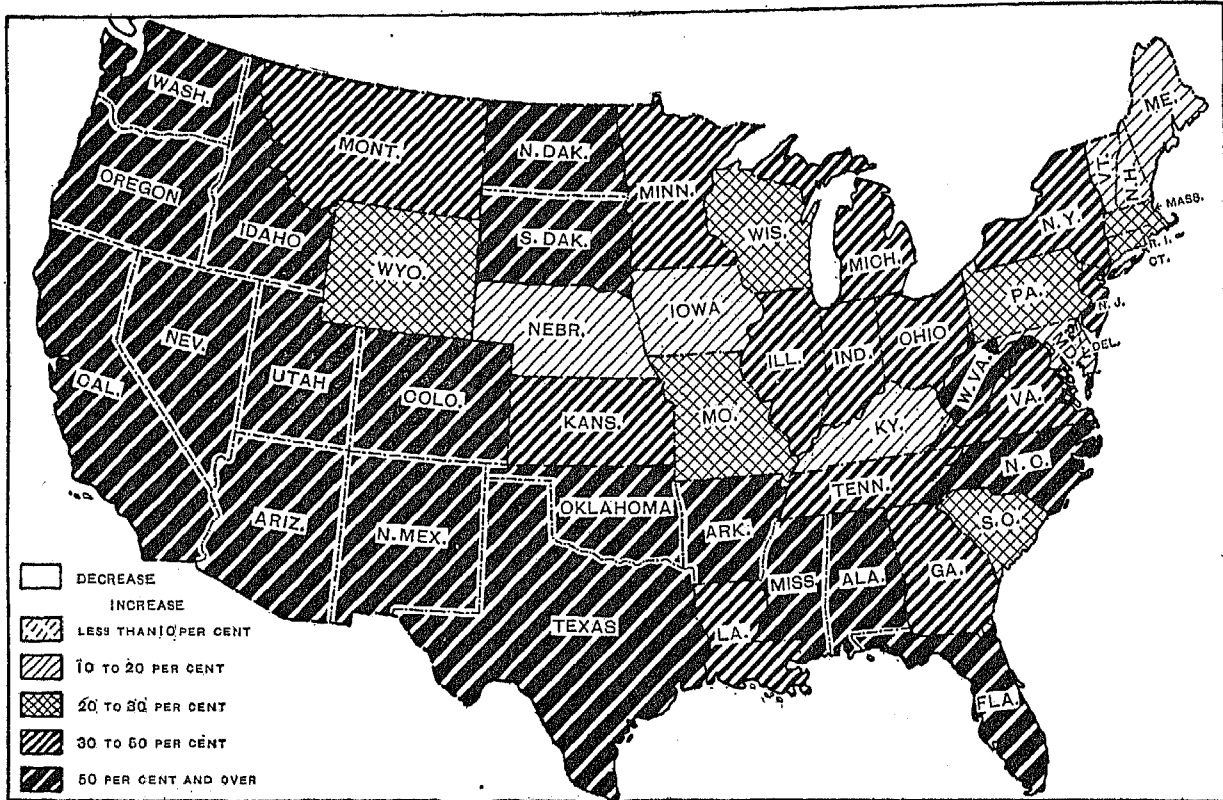 WASH.
OREGON
IDAHO
MONT.
WYO.
N. DAK.
S. DAK.
NEBR.
KANS.
MINN.
IOWA
MO.
WIS.
ILL.
IND.
MICH.
OHIO
KY.
TENN.
W. VA.
VA.
N. C.
S. C.
GA.
FLA.
ALA.
MISS
LA.
ARK.
OKLAHOMA
TEXAS
N. MEX.
ARIZ.
UTAH
COLO.
NEV.
CAL.
PA.
N. Y.
VT.
N. H.
ME.
MASS.
R. I.
CT.
N. J.
DEL.
MD.
DECREASE
INCREASE
LESS THAN 10 PER CENT
10 TO 20 PER CENT
20 TO 30 PER CENT
30 TO 50 PER CENT
50 PER CENT AND OVER